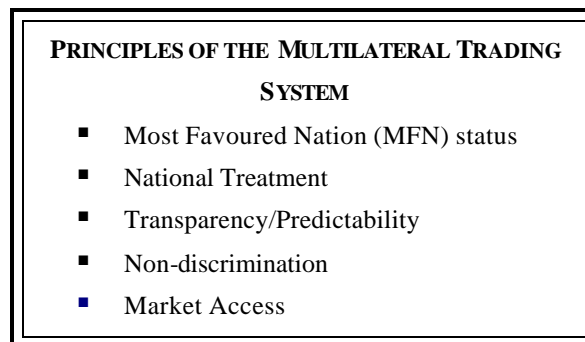 PRINCIPLES OF THE MULTILATERAL TRADING
SYSTEM
▪ Most Favoured Nation (MFN) status
▪ National Treatment
▪ Transparency/Predictability
▪ Non-discrimination
▪ Market Access